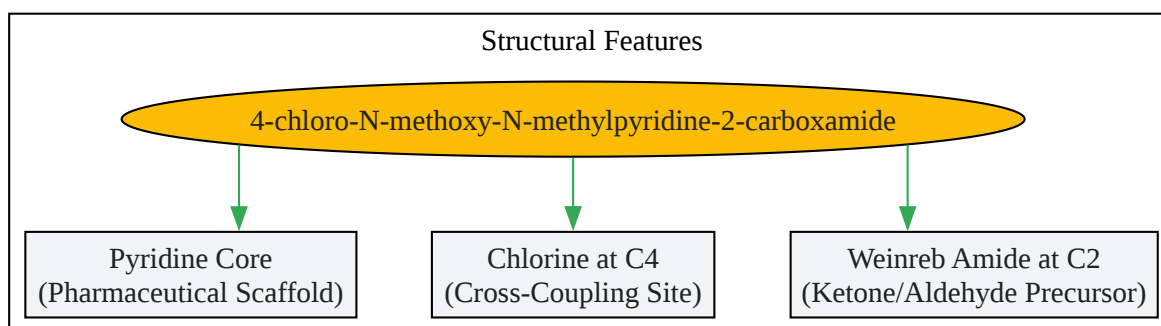 Structural Features
4-chloro-N-methoxy-N-methylpyridine-2-carboxamide
Pyridine Core
(Pharmaceutical Scaffold)
Chlorine at C4
(Cross-Coupling Site)
Weinreb Amide at C2
(Ketone/Aldehyde Precursor)